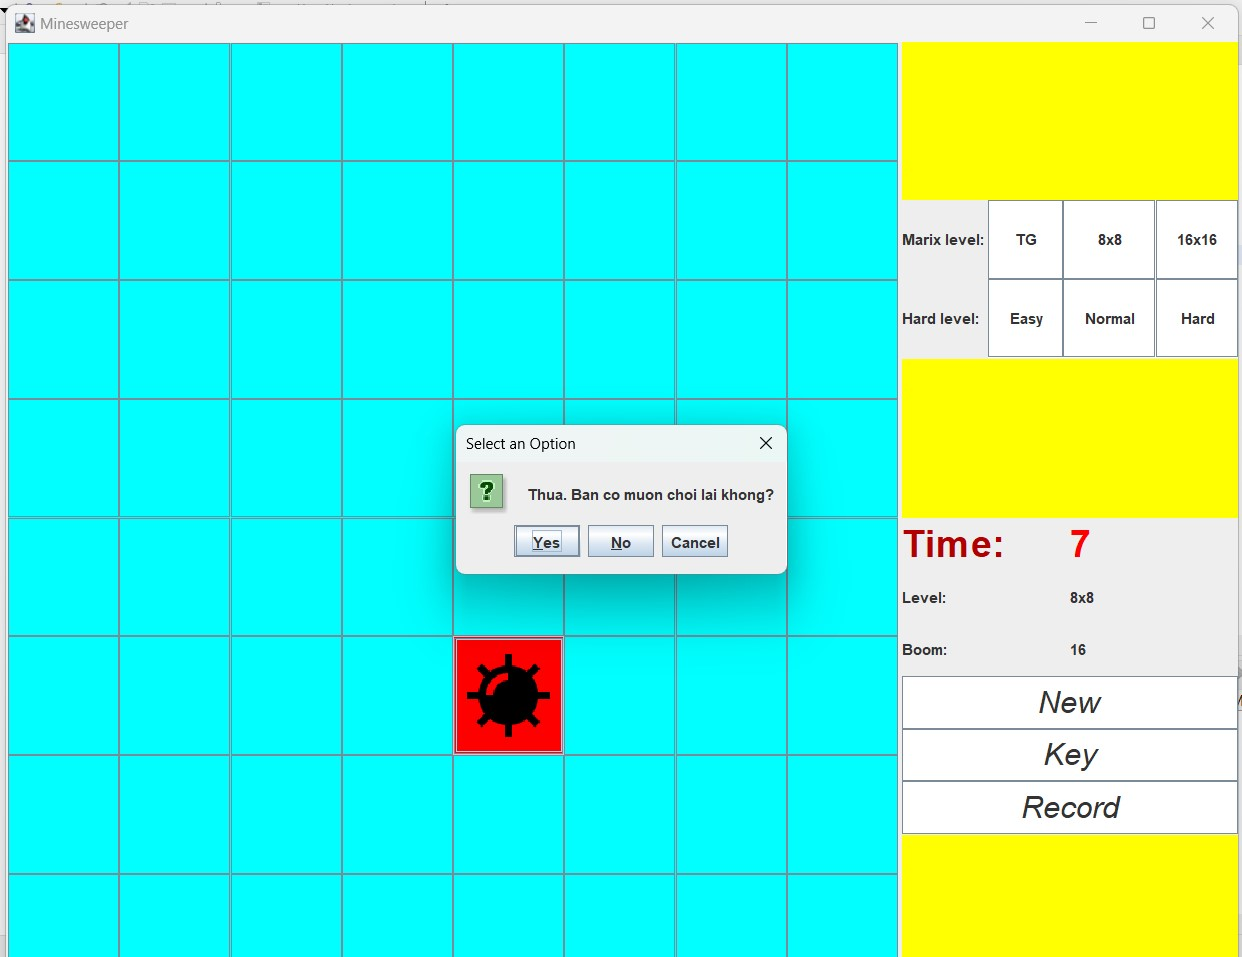 Minesweeper
Marix level: TG 8x8 16x16
Hard level: Easy Normal Hard
Select an Option
? Thua. Ban co muon choi lai khong?
Yes No Cancel
Time: 7
Level: 8x8
Boom: 16
New
Key
Record